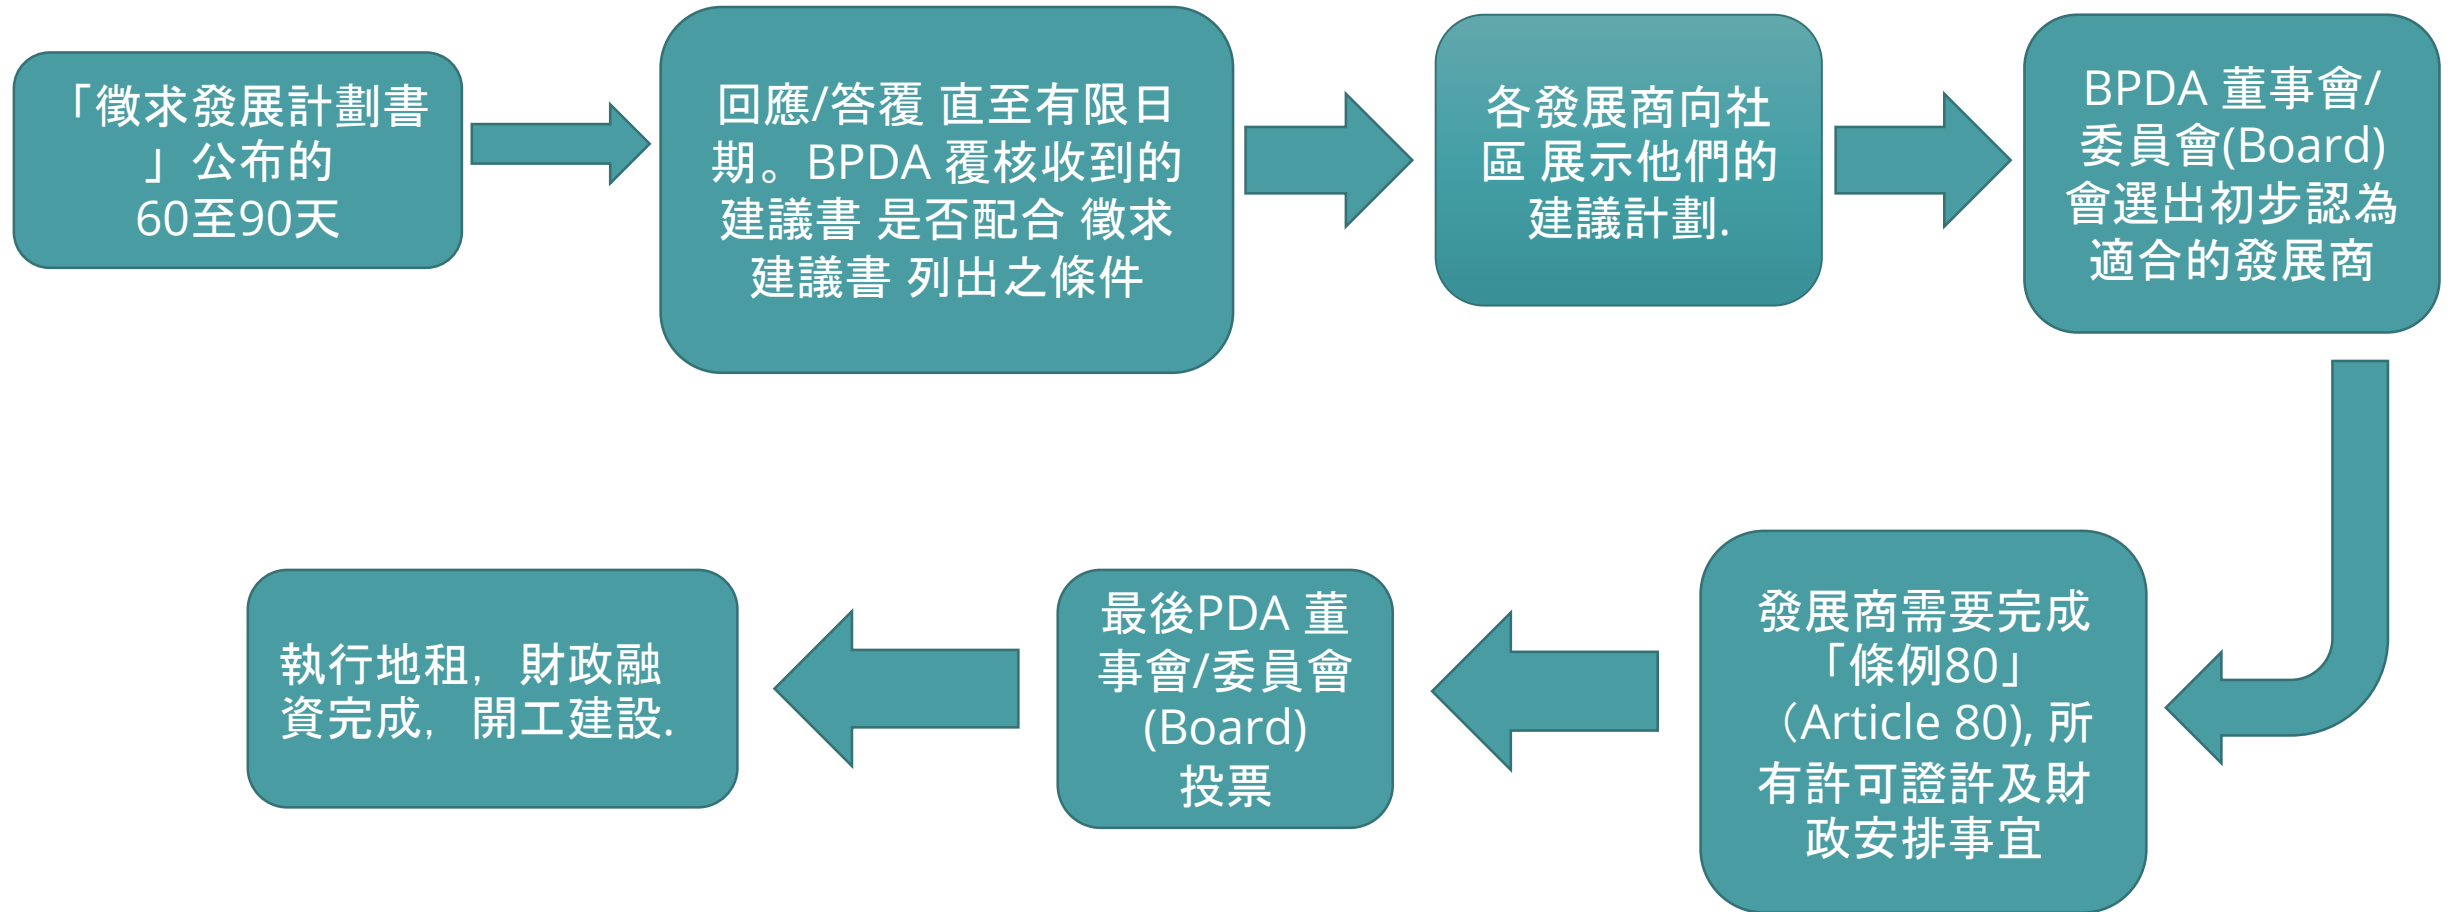 「徵求發展計劃書
」公布的
60至90天
回應/答覆 直至有限日
期。BPDA 覆核收到的
建議書 是否配合 徵求
建議書 列出之條件
各發展商向社
區 展示他們的
建議計劃.
BPDA 董事會/
委員會(Board)
會選出初步認為
適合的發展商
發展商需要完成
「條例80」
（Article 80), 所
有許可證許及財
政安排事宜
最後PDA 董
事會/委員會
(Board)
投票
執行地租，財政融
資完成，開工建設.